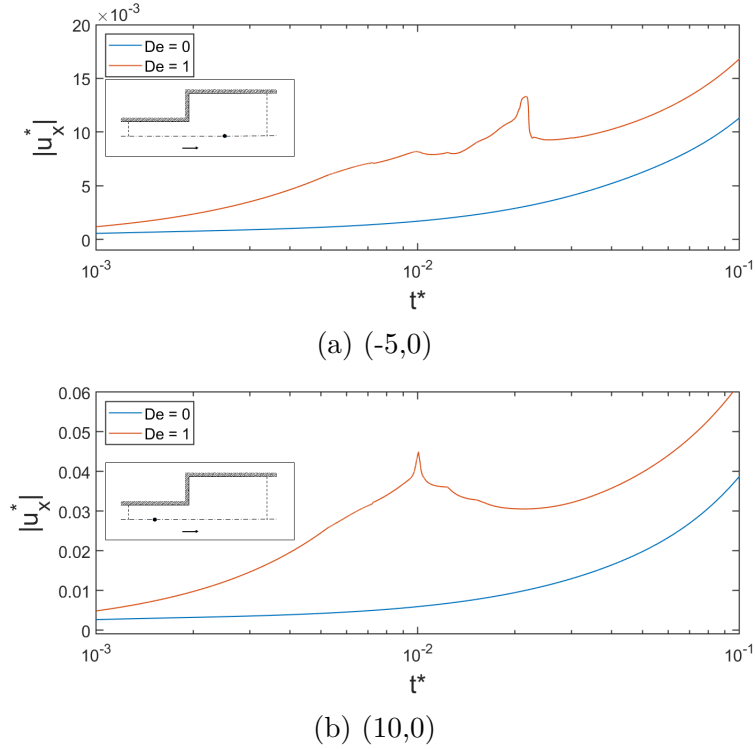 ×10⁻³
20
15
10
5
0
|u*ₓ|
De = 0
De = 1
10⁻³ 10⁻² 10⁻¹
t*
(a) (-5,0)
0.06
0.05
0.04
0.03
0.02
0.01
0
|u*ₓ|
De = 0
De = 1
10⁻³ 10⁻² 10⁻¹
t*
(b) (10,0)